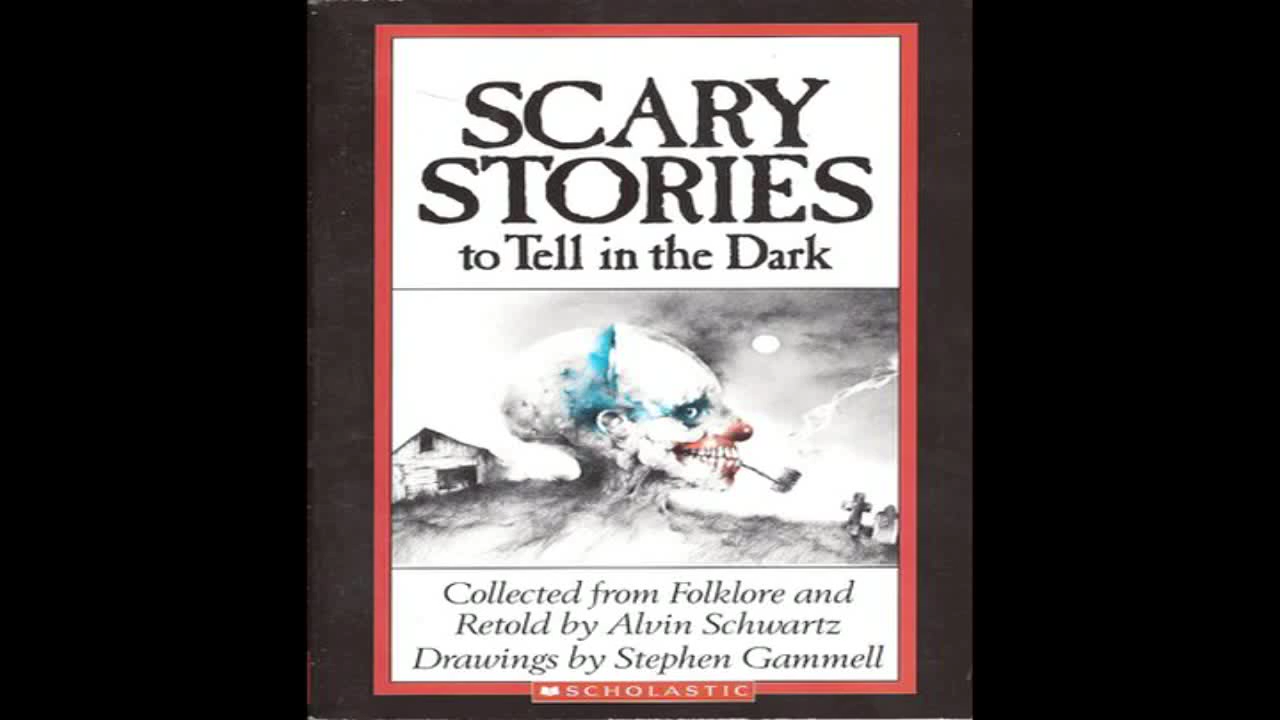 SCARY
STORIES
to Tell in the Dark
Collected from Folklore and
Retold by Alvin Schwartz
Drawings by Stephen Gammell
SCHOLASTIC